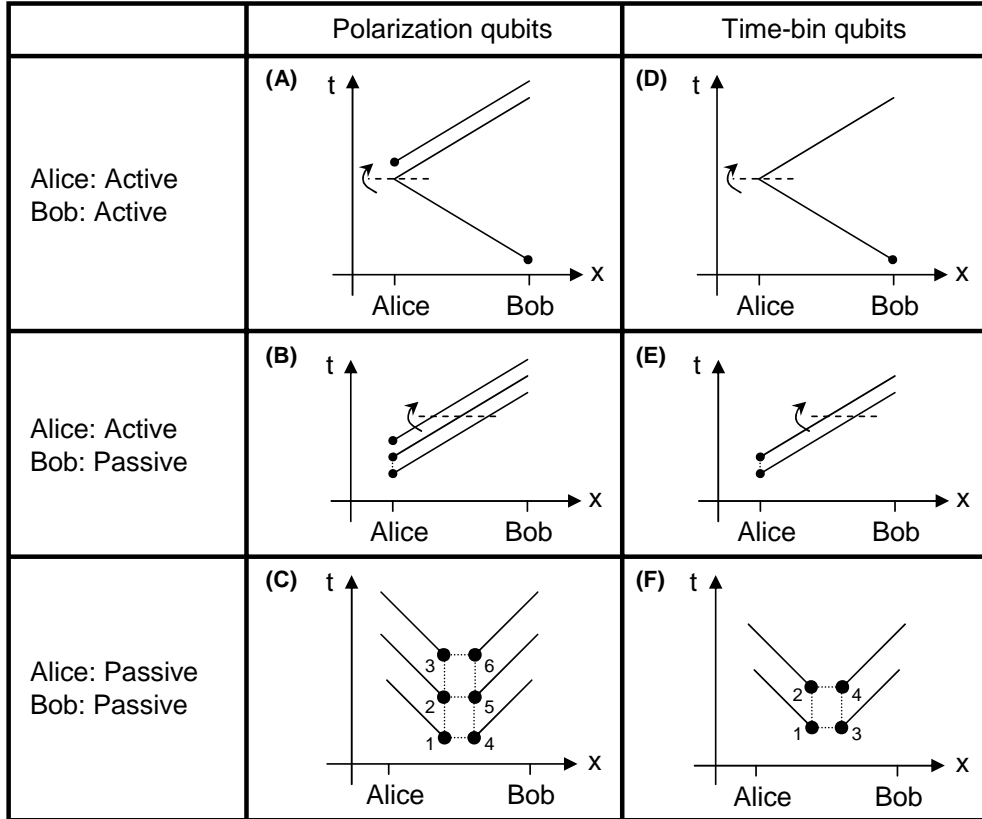 Polarization qubits
Time-bin qubits
Alice: Active
Bob: Active
(A)
t
x
Alice
Bob
(D)
t
x
Alice
Bob
Alice: Active
Bob: Passive
(B)
t
x
Alice
Bob
(E)
t
x
Alice
Bob
Alice: Passive
Bob: Passive
(C)
t
3
6
2
5
1
4
x
Alice
Bob
(F)
t
2
4
1
3
x
Alice
Bob